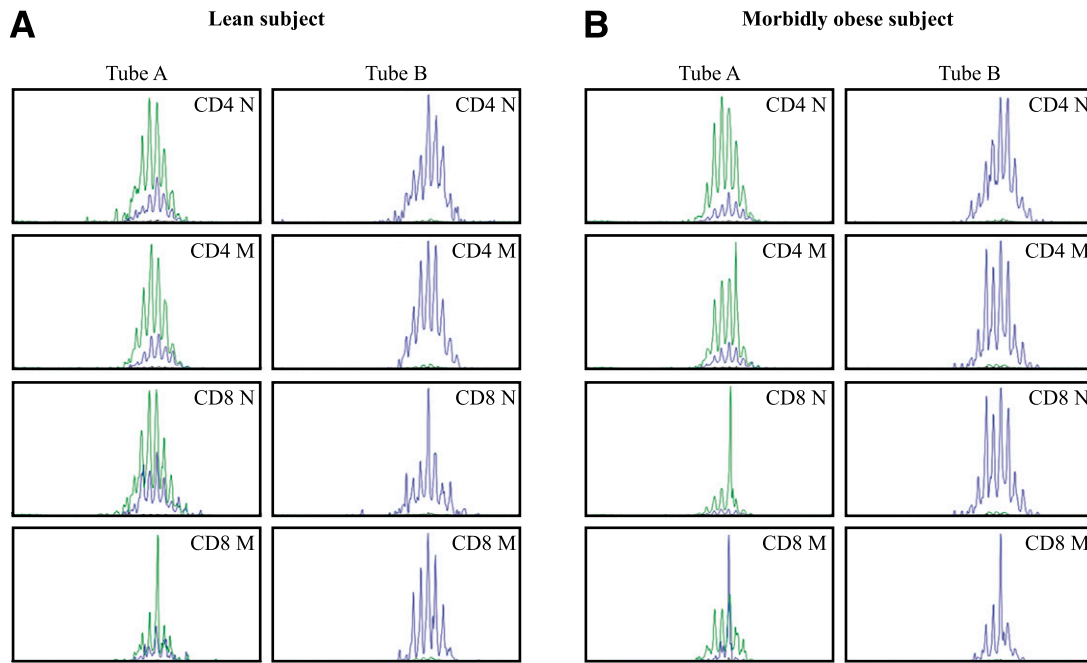 A Lean subject
B Morbidly obese subject
Tube A Tube B
Tube A Tube B
CD4 N CD4 N
CD4 N CD4 N
CD4 M CD4 M
CD4 M CD4 M
CD8 N CD8 N
CD8 N CD8 N
CD8 M CD8 M
CD8 M CD8 M